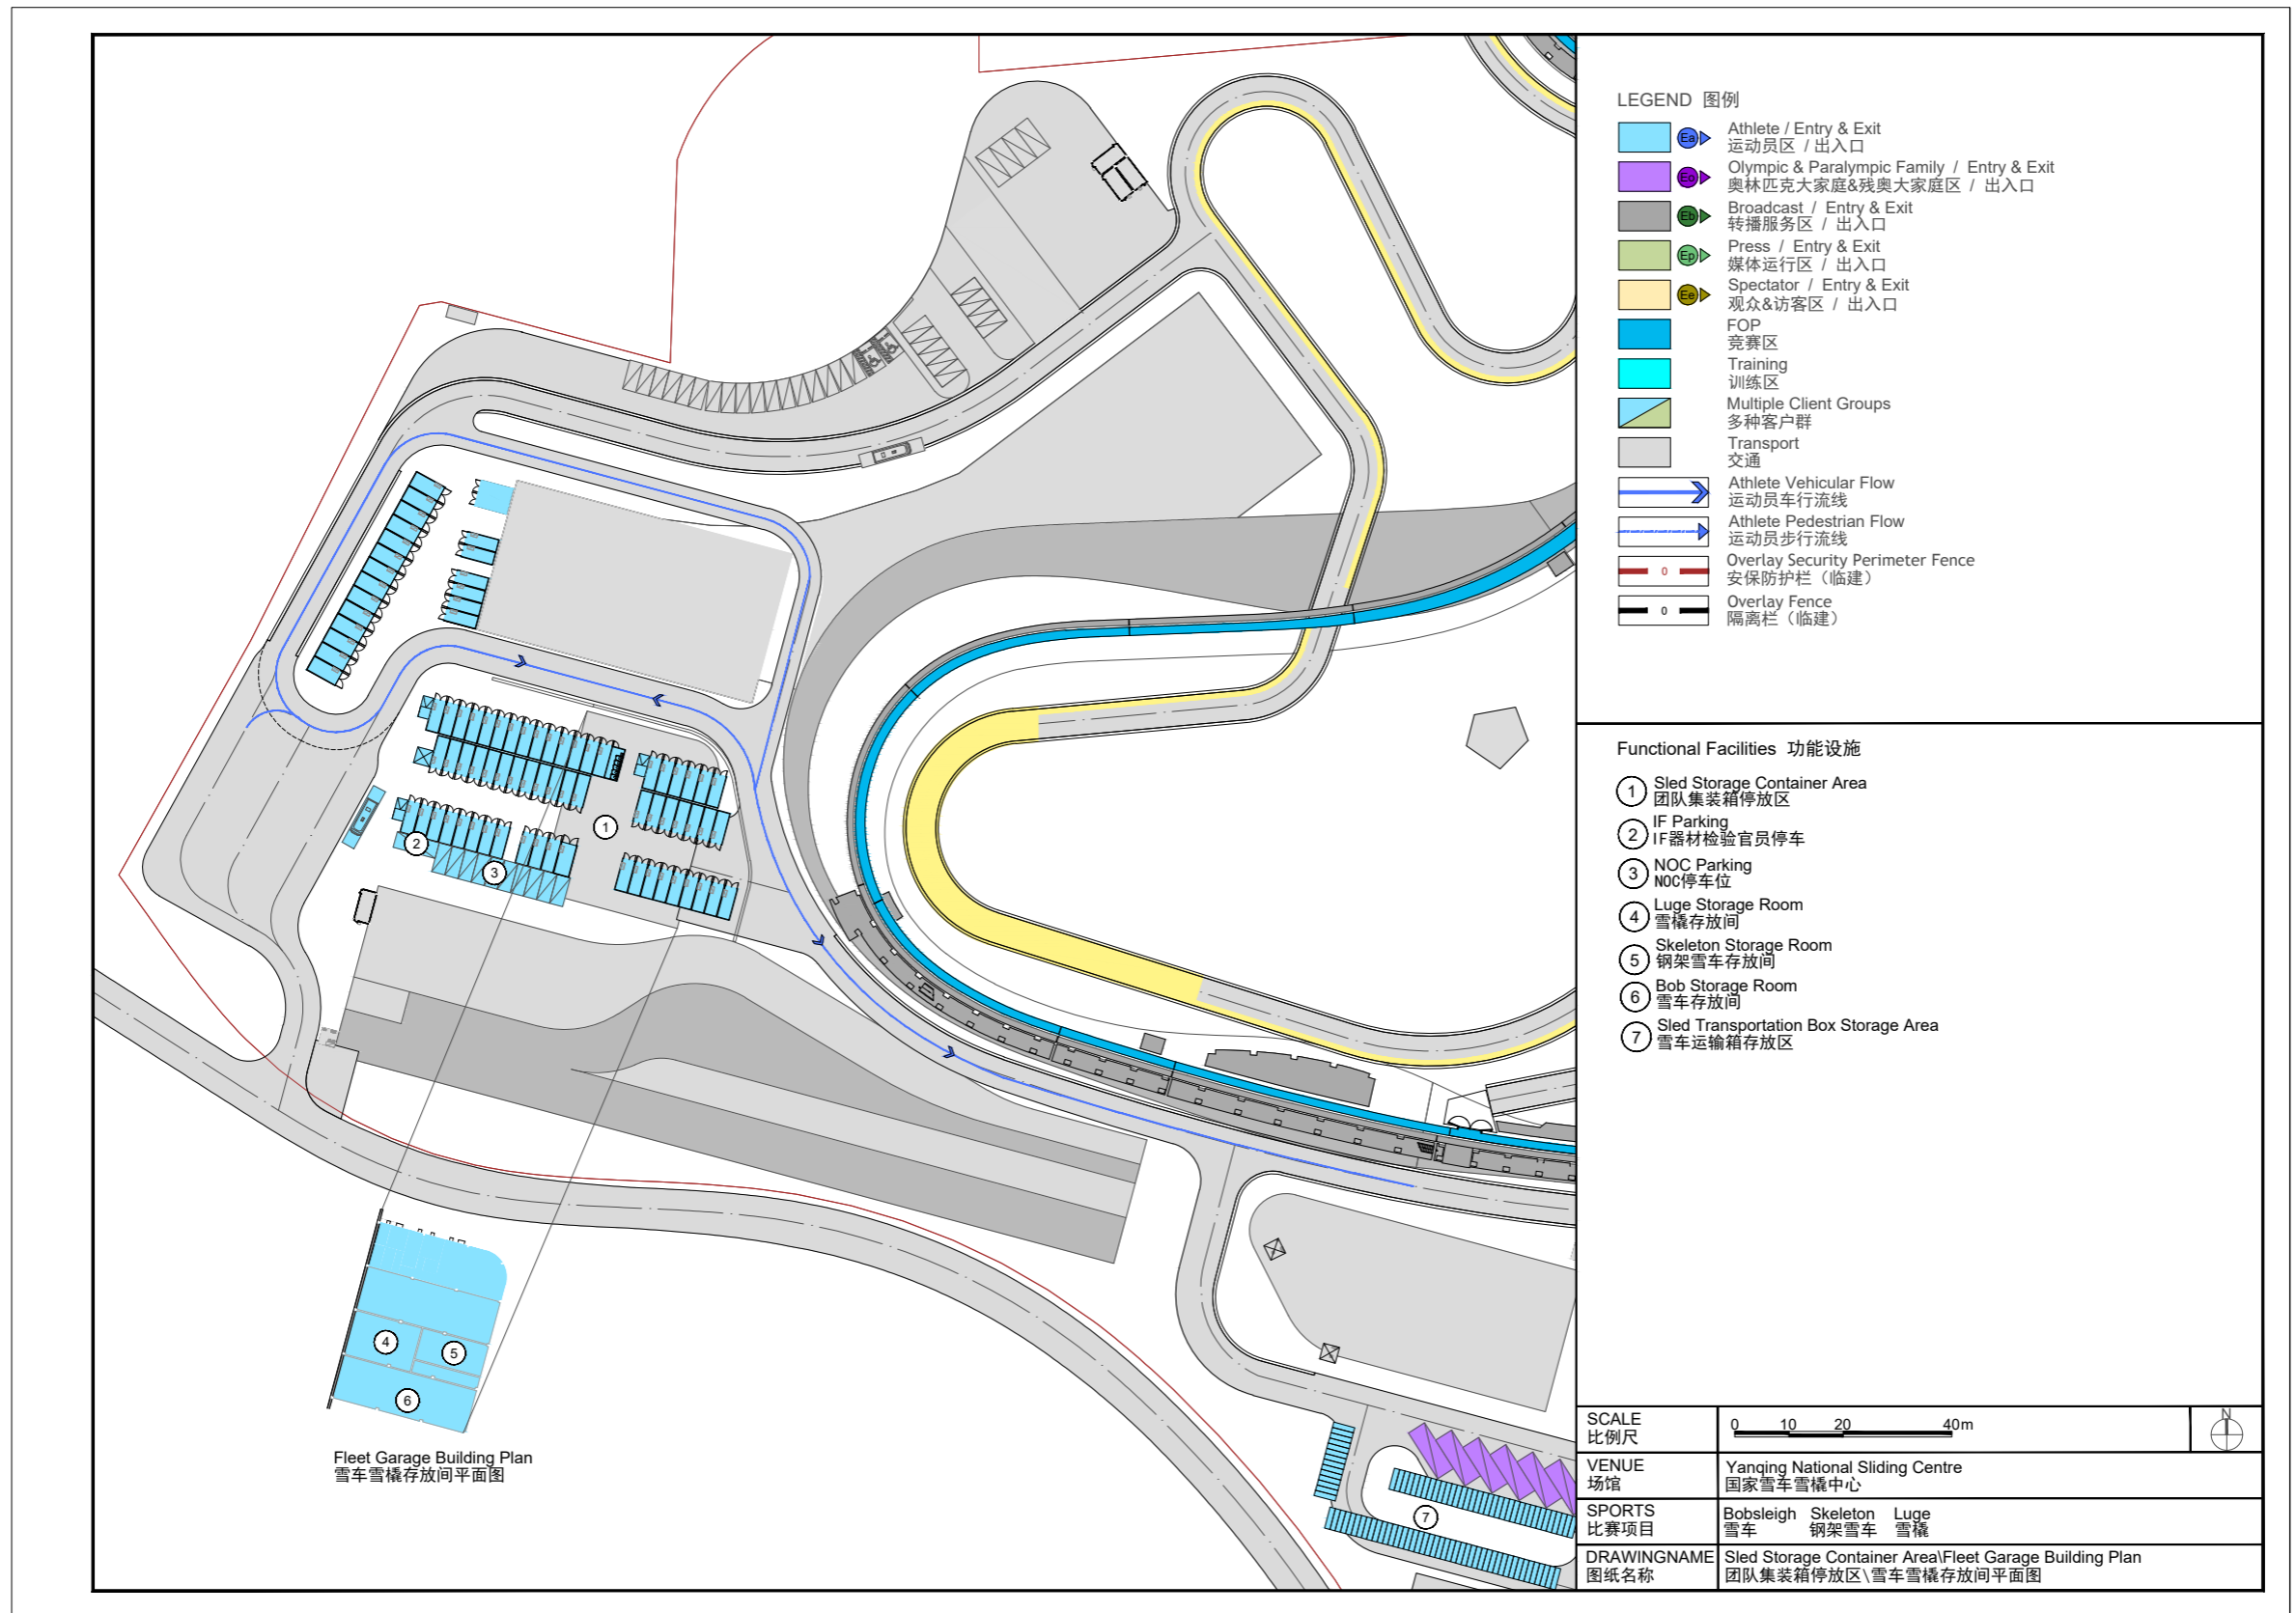 LEGEND 图例
Ea
Athlete / Entry & Exit
运动员区 / 出入口
Eo
Olympic & Paralympic Family / Entry & Exit
奥林匹克大家庭&残奥大家庭区 / 出入口
Eb
Broadcast / Entry & Exit
转播服务区 / 出入口
Ep
Press / Entry & Exit
媒体运行区 / 出入口
Ee
Spectator / Entry & Exit
观众&访客区 / 出入口
FOP
竞赛区
Training
训练区
Multiple Client Groups
多种客户群
Transport
交通
Athlete Vehicular Flow
运动员车行流线
Athlete Pedestrian Flow
运动员步行流线
0
Overlay Security Perimeter Fence
安保防护栏（临建）
0
Overlay Fence
隔离栏（临建）
Functional Facilities 功能设施
1 Sled Storage Container Area
团队集装箱停放区
2 IF Parking
IF器材检验官员停车
3 NOC Parking
NOC停车位
4 Luge Storage Room
雪橇存放间
5 Skeleton Storage Room
钢架雪车存放间
6 Bob Storage Room
雪车存放间
7 Sled Transportation Box Storage Area
雪车运输箱存放区
1
2
3
4
5
6
7
Fleet Garage Building Plan
雪车雪橇存放间平面图
SCALE
比例尺
0 10 20 40m
N
VENUE
场馆
Yanqing National Sliding Centre
国家雪车雪橇中心
SPORTS
比赛项目
Bobsleigh Skeleton Luge
雪车 钢架雪车 雪橇
DRAWINGNAME
图纸名称
Sled Storage Container Area\Fleet Garage Building Plan
团队集装箱停放区\雪车雪橇存放间平面图